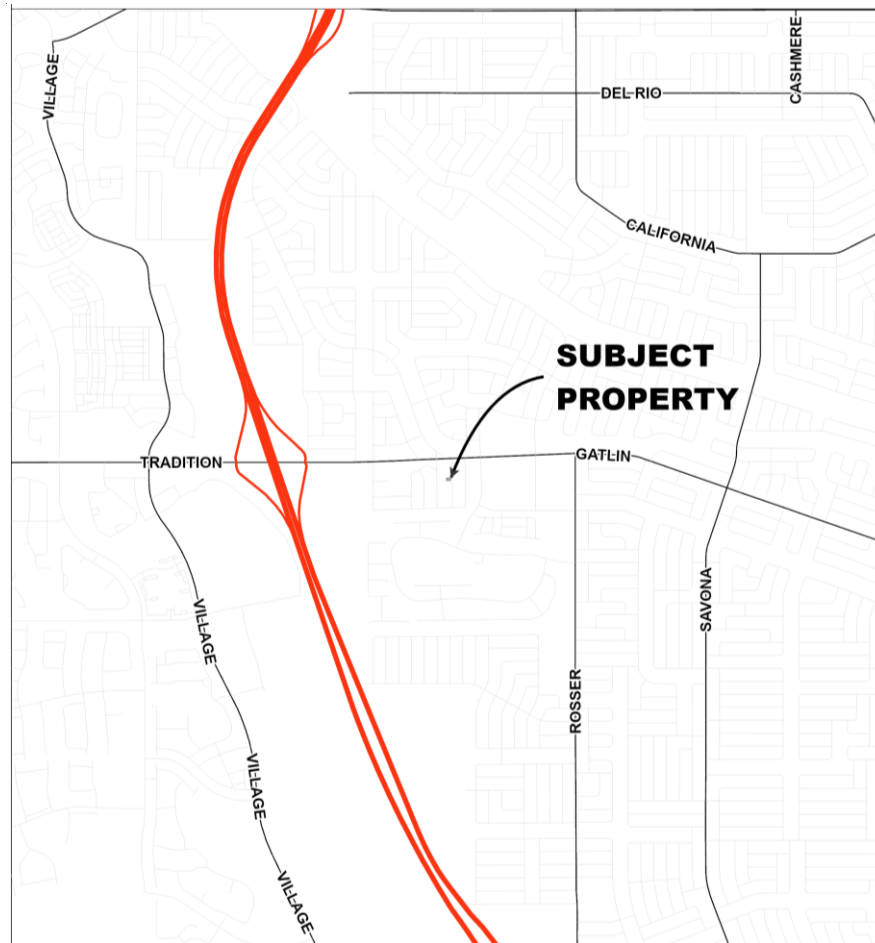 VILLAGE
CASHMERE
DEL RIO
CALIFORNIA
SUBJECT
PROPERTY
TRADITION
GATLIN
SAVONA
VILLAGE
ROSSER
VILLAGE
VILLAGE